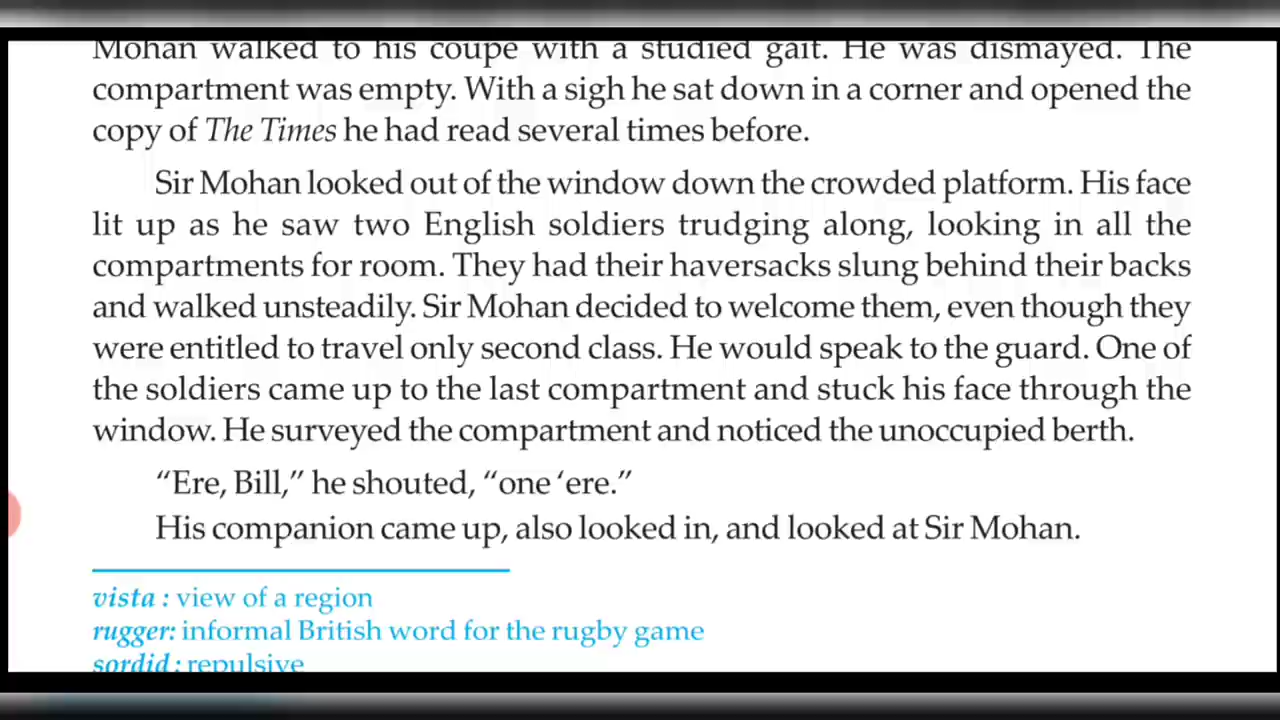 Mohan walked to his coupe with a studied gait. He was dismayed. The
compartment was empty. With a sigh he sat down in a corner and opened the
copy of The Times he had read several times before.
Sir Mohan looked out of the window down the crowded platform. His face
lit up as he saw two English soldiers trudging along, looking in all the
compartments for room. They had their haversacks slung behind their backs
and walked unsteadily. Sir Mohan decided to welcome them, even though they
were entitled to travel only second class. He would speak to the guard. One of
the soldiers came up to the last compartment and stuck his face through the
window. He surveyed the compartment and noticed the unoccupied berth.
“Ere, Bill,” he shouted, “one ‘ere.”
His companion came up, also looked in, and looked at Sir Mohan.
vista : view of a region
rugger: informal British word for the rugby game
sordid : repulsive